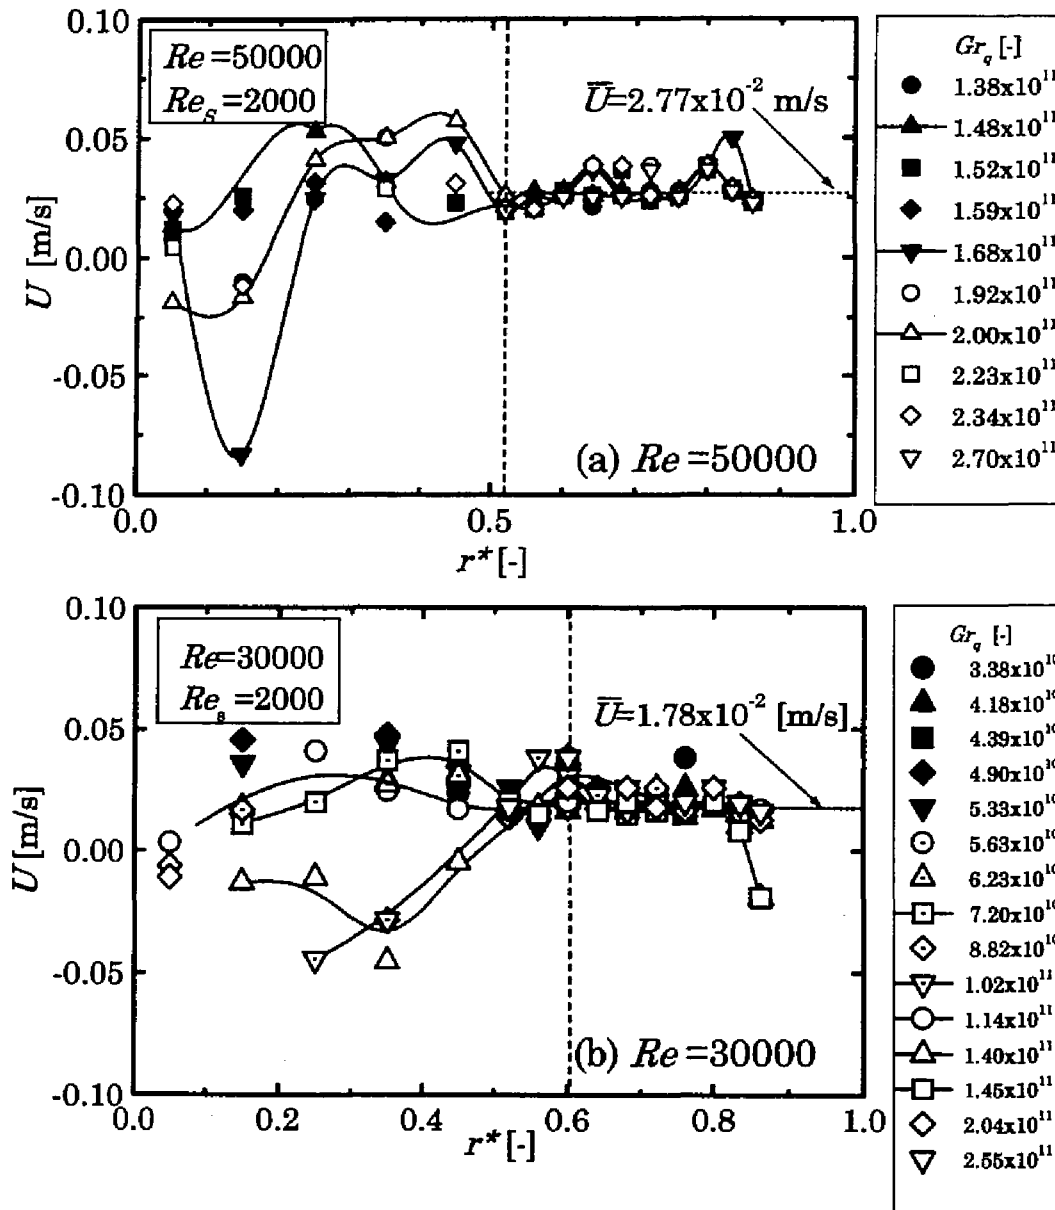 0.10
0.05
0.00
-0.05
-0.10
U [m/s]
Re=50000
Re_S=2000
U̅=2.77x10⁻² m/s
(a) Re=50000
0.0
0.5
1.0
r* [-]
Gr_q [-]
1.38x10¹¹
1.48x10¹¹
1.52x10¹¹
1.59x10¹¹
1.68x10¹¹
1.92x10¹¹
2.00x10¹¹
2.23x10¹¹
2.34x10¹¹
2.70x10¹¹
0.10
0.05
0.00
-0.05
-0.10
U [m/s]
Re=30000
Re_s=2000
U̅=1.78x10⁻² [m/s]
(b) Re=30000
0.0
0.2
0.4
0.6
0.8
1.0
r* [-]
Gr_q [-]
3.38x10¹⁰
4.18x10¹⁰
4.39x10¹⁰
4.90x10¹⁰
5.33x10¹⁰
5.63x10¹⁰
6.23x10¹⁰
7.20x10¹⁰
8.82x10¹⁰
1.02x10¹¹
1.14x10¹¹
1.40x10¹¹
1.45x10¹¹
2.04x10¹¹
2.55x10¹¹